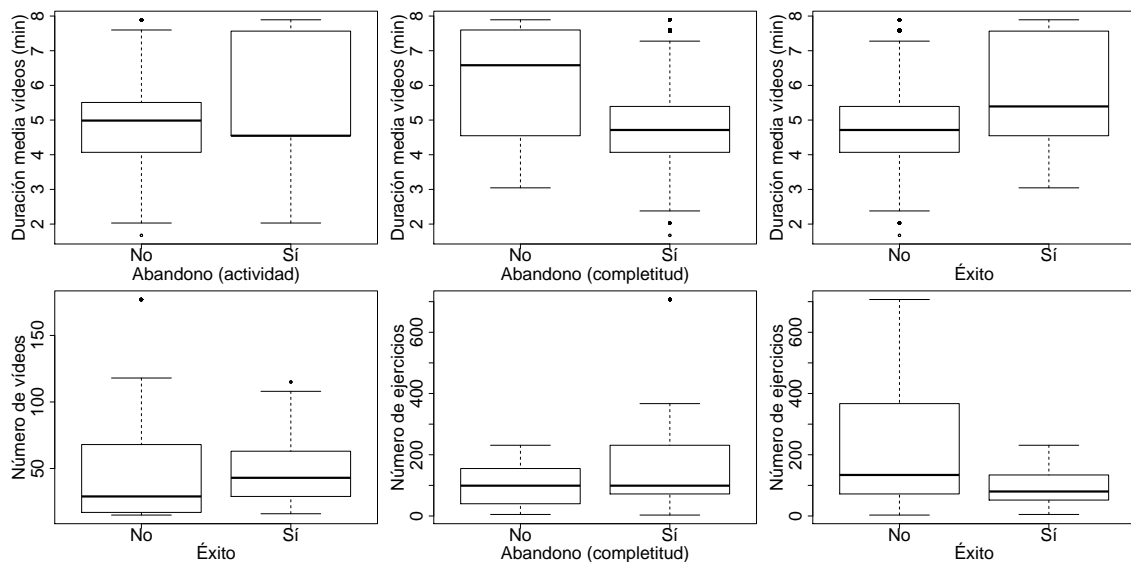 Duración media vídeos (min)
8
7
6
5
4
3
2
No Sí
Abandono (actividad)
Duración media vídeos (min)
8
7
6
5
4
3
2
No Sí
Abandono (completitud)
Duración media vídeos (min)
8
7
6
5
4
3
2
No Sí
Éxito
Número de vídeos
150
100
50
No Sí
Éxito
Número de ejercicios
600
400
200
0
No Sí
Abandono (completitud)
Número de ejercicios
600
400
200
0
No Sí
Éxito